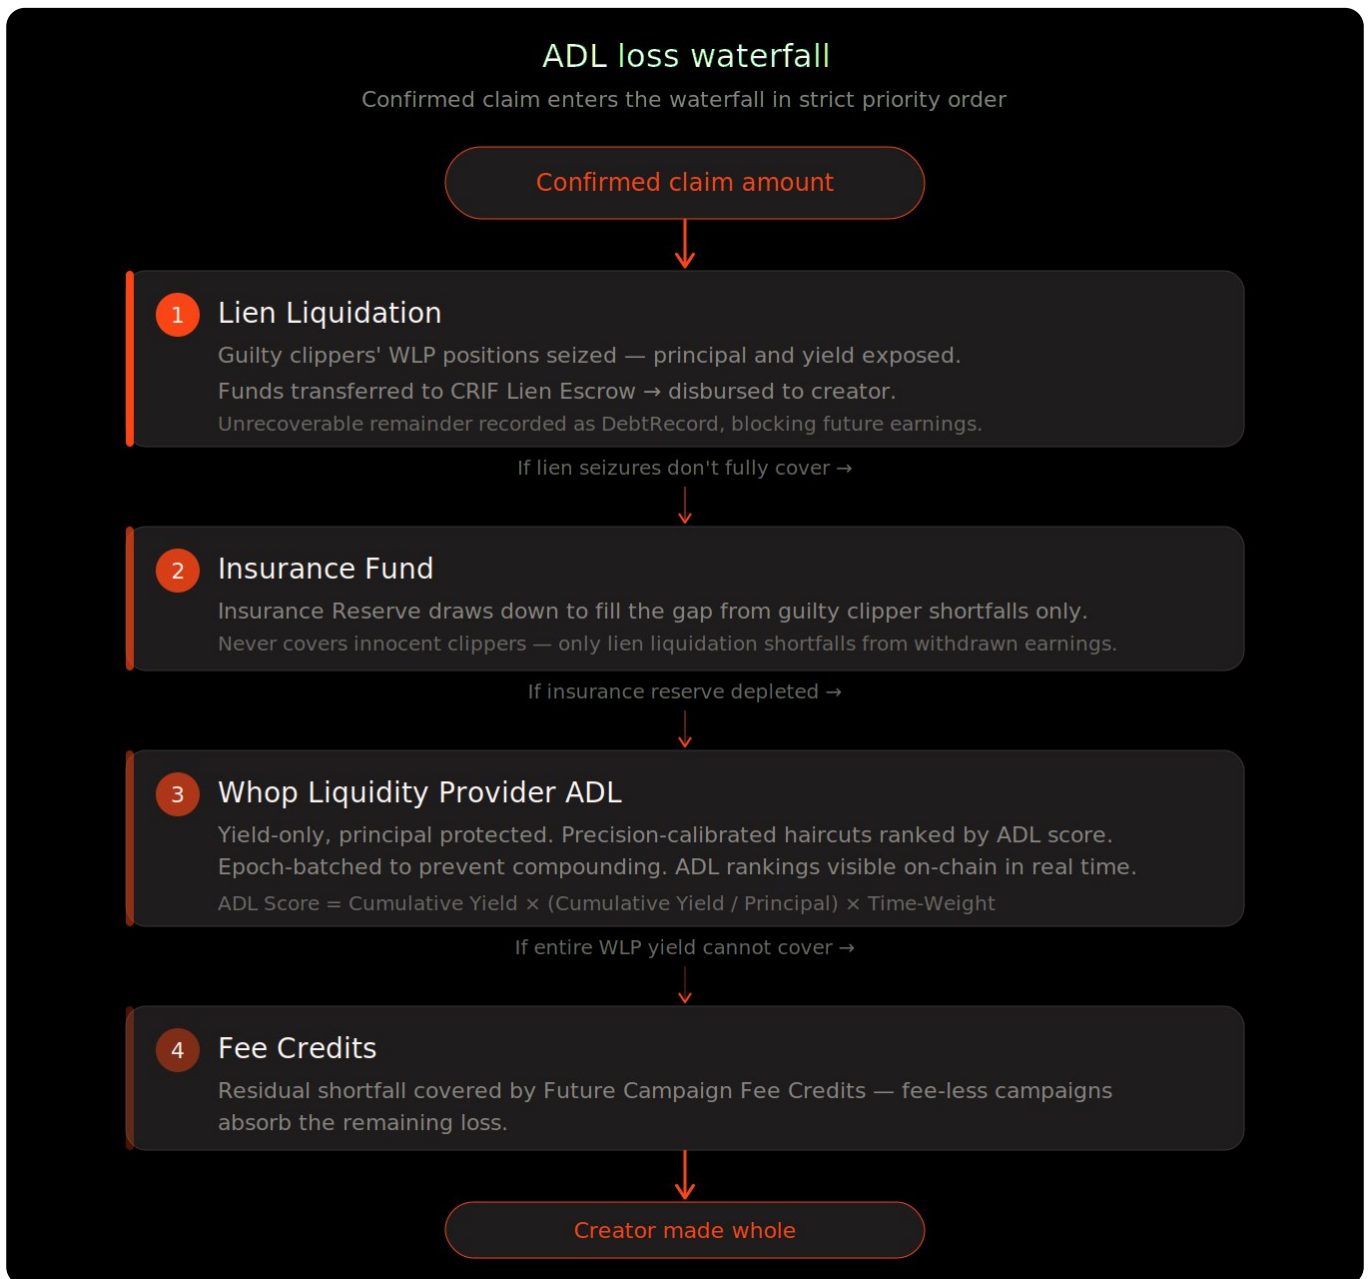 ADL loss waterfall
Confirmed claim enters the waterfall in strict priority order
Confirmed claim amount
1
Lien Liquidation
Guilty clippers' WLP positions seized — principal and yield exposed.
Funds transferred to CRIF Lien Escrow → disbursed to creator.
Unrecoverable remainder recorded as DebtRecord, blocking future earnings.
If lien seizures don't fully cover →
2
Insurance Fund
Insurance Reserve draws down to fill the gap from guilty clipper shortfalls only.
Never covers innocent clippers — only lien liquidation shortfalls from withdrawn earnings.
If insurance reserve depleted →
3
Whop Liquidity Provider ADL
Yield-only, principal protected. Precision-calibrated haircuts ranked by ADL score.
Epoch-batched to prevent compounding. ADL rankings visible on-chain in real time.
ADL Score = Cumulative Yield × (Cumulative Yield / Principal) × Time-Weight
If entire WLP yield cannot cover →
4
Fee Credits
Residual shortfall covered by Future Campaign Fee Credits — fee-less campaigns
absorb the remaining loss.
Creator made whole